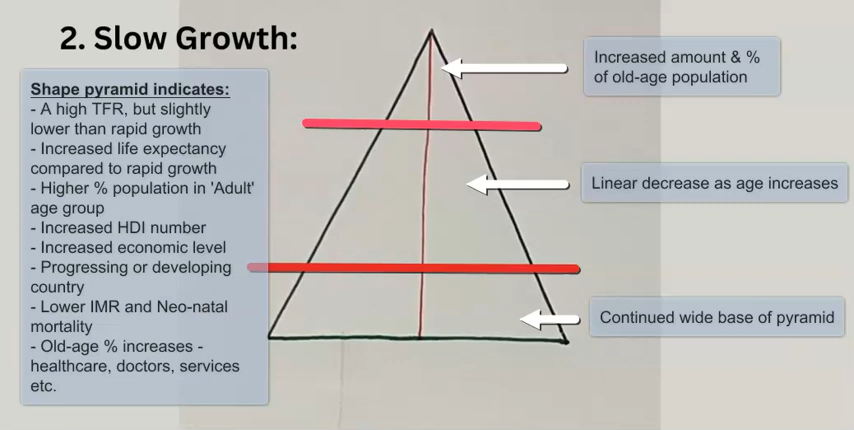 2. Slow Growth:
Shape pyramid indicates:
- A high TFR, but slightly
lower than rapid growth
- Increased life expectancy
compared to rapid growth
- Higher % population in 'Adult'
age group
- Increased HDI number
- Increased economic level
- Progressing or developing
country
- Lower IMR and Neo-natal
mortality
- Old-age % increases -
healthcare, doctors, services
etc.
Increased amount & %
of old-age population
Linear decrease as age increases
Continued wide base of pyramid